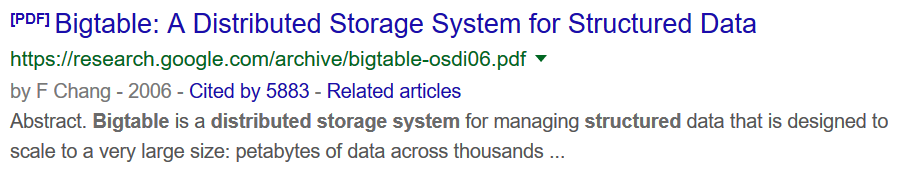 [PDF] Bigtable: A Distributed Storage System for Structured Data
https://research.google.com/archive/bigtable-osdi06.pdf
by F Chang - 2006 - Cited by 5883 - Related articles
Abstract. Bigtable is a distributed storage system for managing structured data that is designed to
scale to a very large size: petabytes of data across thousands ...